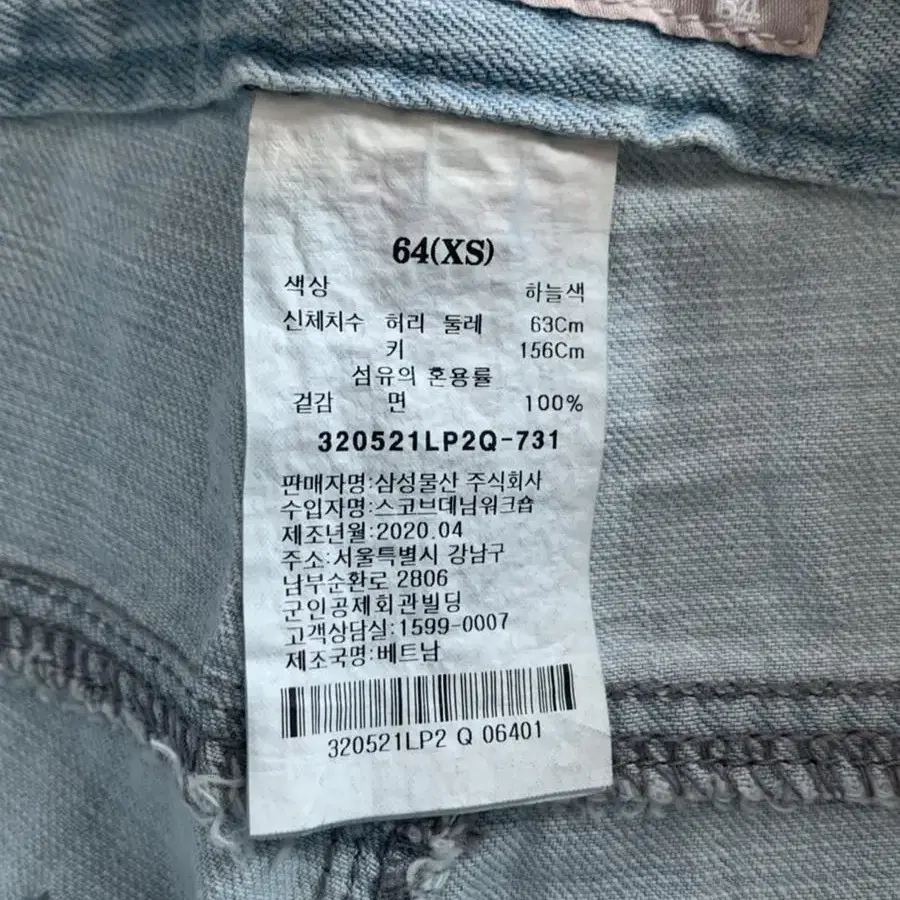 64
64(XS)
색상 하늘색
신체치수 허리 둘레 63Cm
키 156Cm
섬유의 혼용률
겉감 면 100%
320521LP2Q-731
판매자명:삼성물산 주식회사
수입자명:스코브데님워크숍
제조년월:2020.04
주소:서울특별시 강남구
남부순환로 2806
군인공제회관빌딩
고객상담실:1599-0007
제조국명:베트남
320521LP2 Q 06401